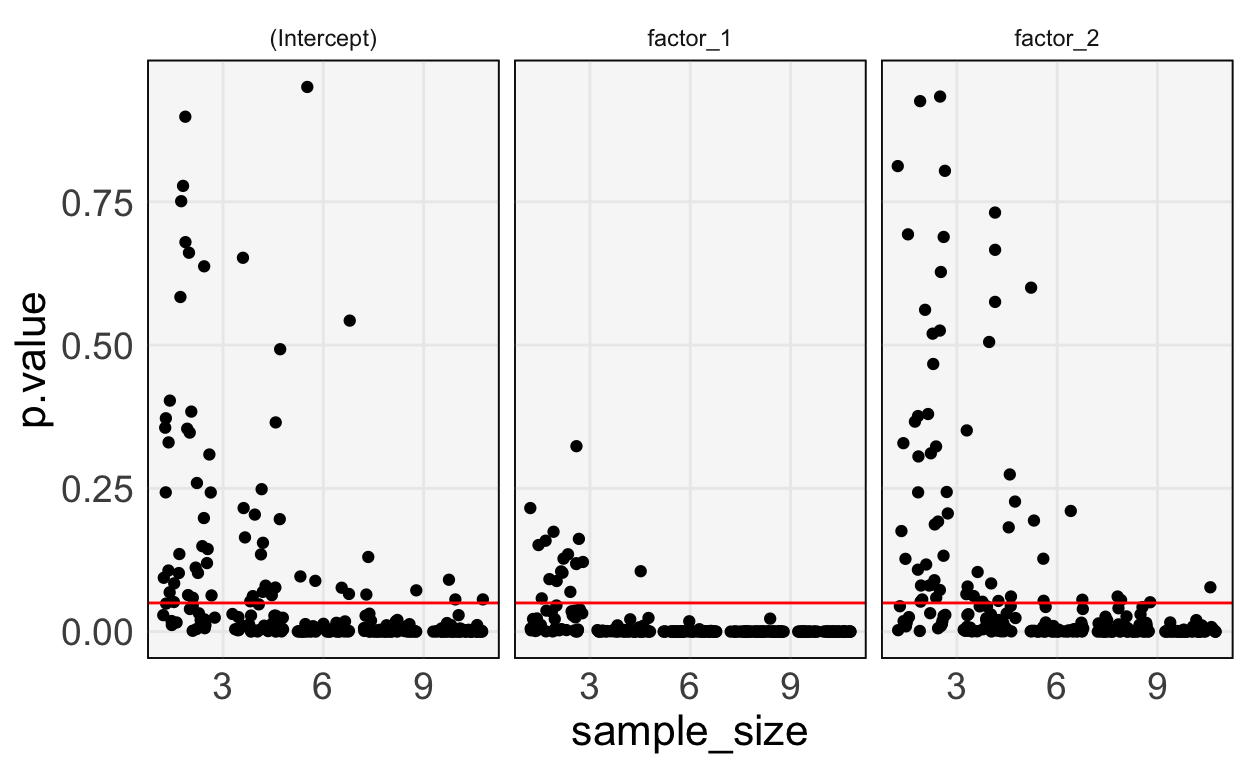 (Intercept) factor_1 factor_2
p.value
0.75
0.50
0.25
0.00
3 6 9 3 6 9 3 6 9
sample_size